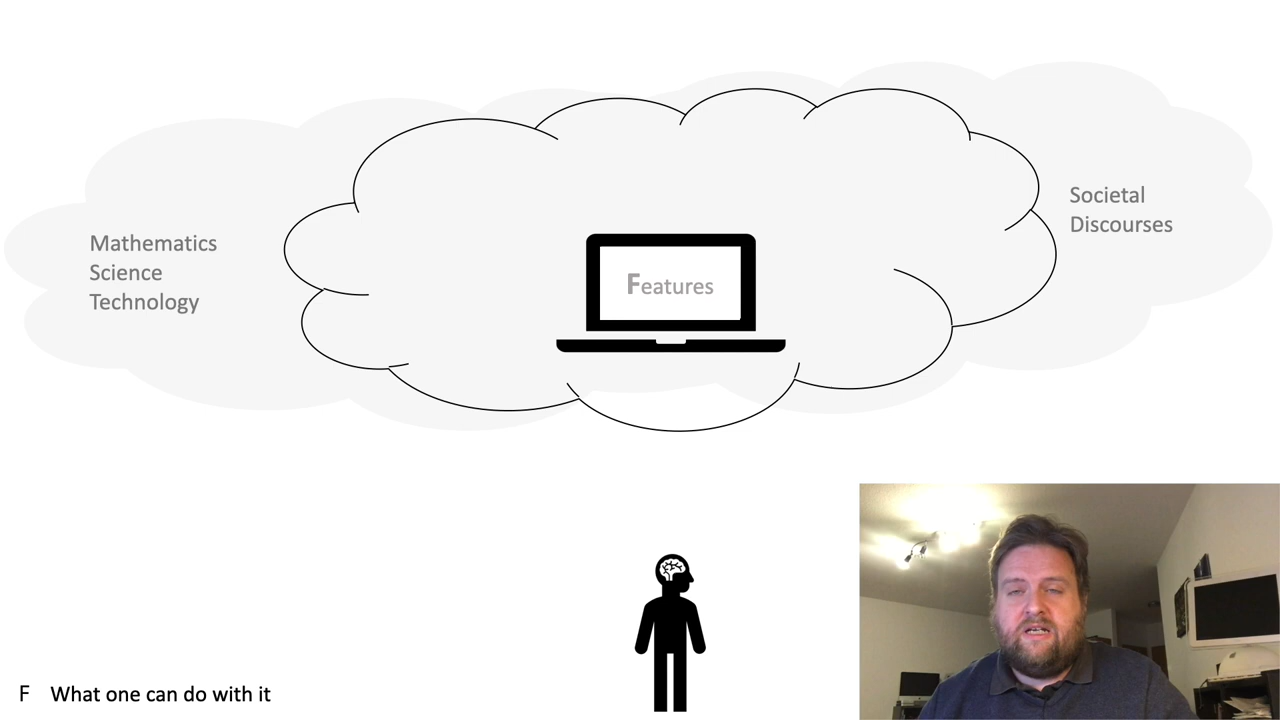 Mathematics
Science
Technology
Societal
Discourses
Features
F What one can do with it